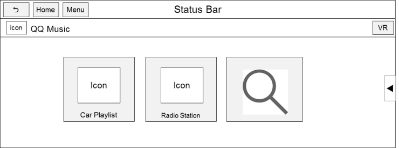 Home
Menu
Status Bar
Icon
QQ Music
VR
Icon
Car Playlist
Icon
Radio Station